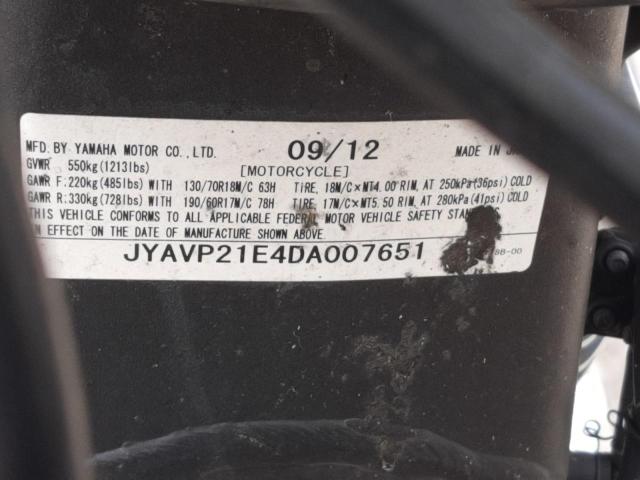 MFD. BY YAMAHA MOTOR CO., LTD. 09/12 MADE IN
GVWR 550kg(1213lbs) [MOTORCYCLE]
GAWR F: 220kg(485lbs) WITH 130/70R18M/C 63H TIRE, 18M/C×MT4.00 RIM, AT 250kPa(36psi) COLD
GAWR R: 330kg(728lbs) WITH 190/60R17M/C 78H TIRE, 17M/C×MT5.50 RIM, AT 280kPa(41psi) COLD
THIS VEHICLE CONFORMS TO ALL APPLICABLE FEDERAL MOTOR VEHICLE SAFETY
IN EFFECT ON THE DATE OF MANUFACTURE SHOWN ABOVE.
JYAVP21E4DA007651